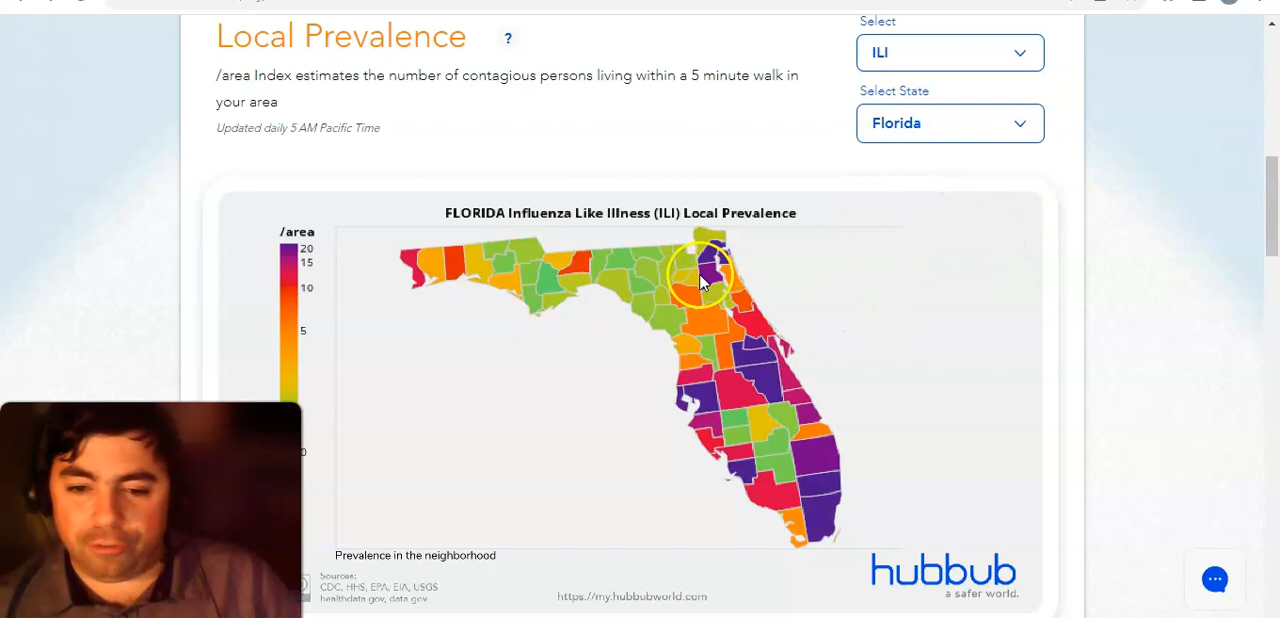 Local Prevalence
?
/area Index estimates the number of contagious persons living within a 5 minute walk in
your area
Updated daily 5 AM Pacific Time
Select
ILI
Select State
Florida
FLORIDA Influenza Like Illness (ILI) Local Prevalence
/area
20
15
10
5
0
Prevalence in the neighborhood
Sources:
CDC, HHS, EPA, EIA, USGS
healthdata gov, data gov
https://my.hubbubworld.com
hubbub
a safer world.